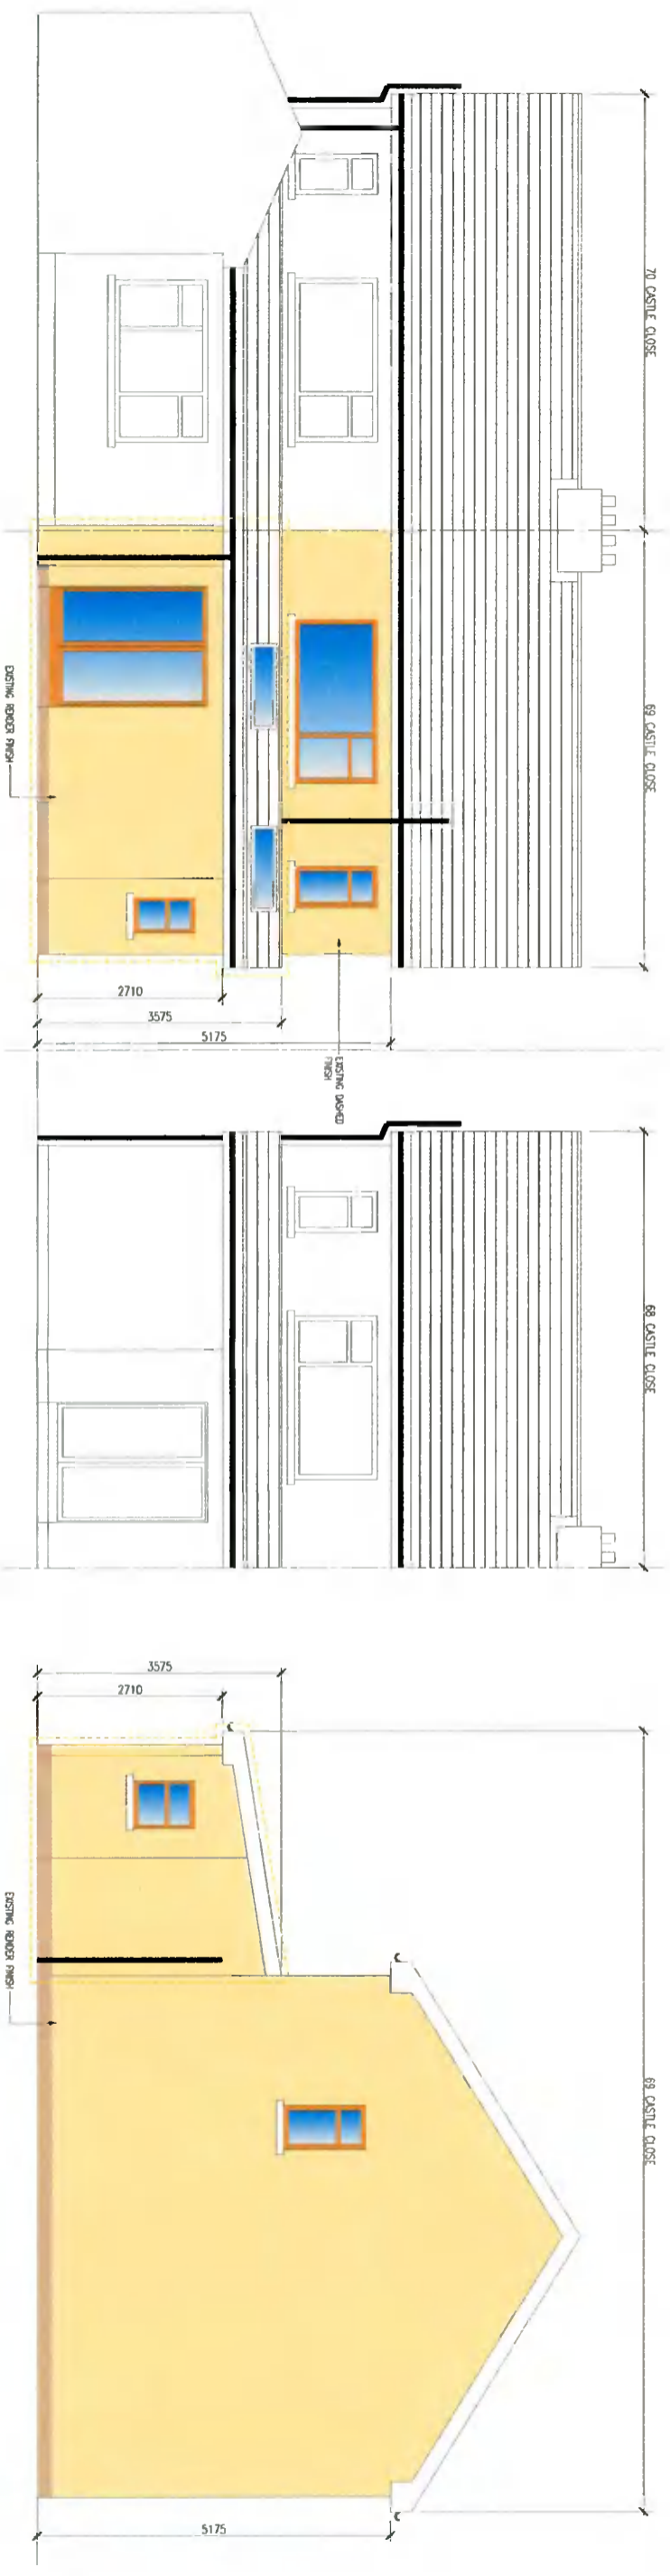 70 CASTLE CLOSE
69 CASTLE CLOSE
EXISTING RENDER FINISH
2710
3575
5175
EXISTING DASHED
FINISH
68 CASTLE CLOSE
3575
2710
69 CASTLE CLOSE
EXISTING RENDER FINISH
5175